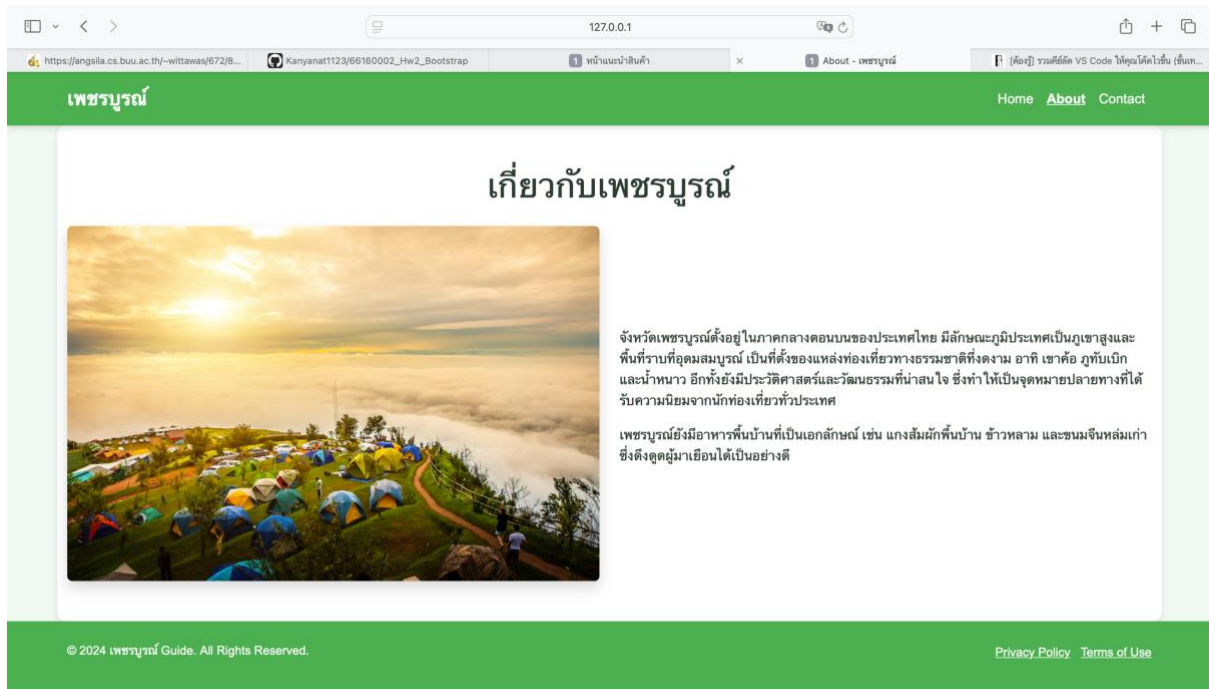 127.0.0.1
https://angsila.cs.buu.ac.th/~wittawas/672/8...
Kanyanat1123/66160002_Hw2_Bootstrap
1 หน้าแนะนำสินค้า
1 About - เพชรบูรณ์
[ต้องรู้] รวมคีย์ลัด VS Code ให้คุณโค้ดไวขึ้น (ขั้นเท...
เพชรบูรณ์
Home About Contact
เกี่ยวกับเพชรบูรณ์
จังหวัดเพชรบูรณ์ตั้งอยู่ในภาคกลางตอนบนของประเทศไทย มีลักษณะภูมิประเทศเป็นภูเขาสูงและ
พื้นที่ราบที่อุดมสมบูรณ์ เป็นที่ตั้งของแหล่งท่องเที่ยวทางธรรมชาติที่งดงาม อาทิ เขาค้อ ภูทับเบิก
และน้ำหนาว อีกทั้งยังมีประวัติศาสตร์และวัฒนธรรมที่น่าสนใจ ซึ่งทำให้เป็นจุดหมายปลายทางที่ได้
รับความนิยมจากนักท่องเที่ยวทั่วประเทศ
เพชรบูรณ์ยังมีอาหารพื้นบ้านที่เป็นเอกลักษณ์ เช่น แกงส้มผักพื้นบ้าน ข้าวหลาม และขนมจีนหล่มเก่า
ซึ่งดึงดูดผู้มาเยือนได้เป็นอย่างดี
© 2024 เพชรบูรณ์ Guide. All Rights Reserved.
Privacy Policy Terms of Use